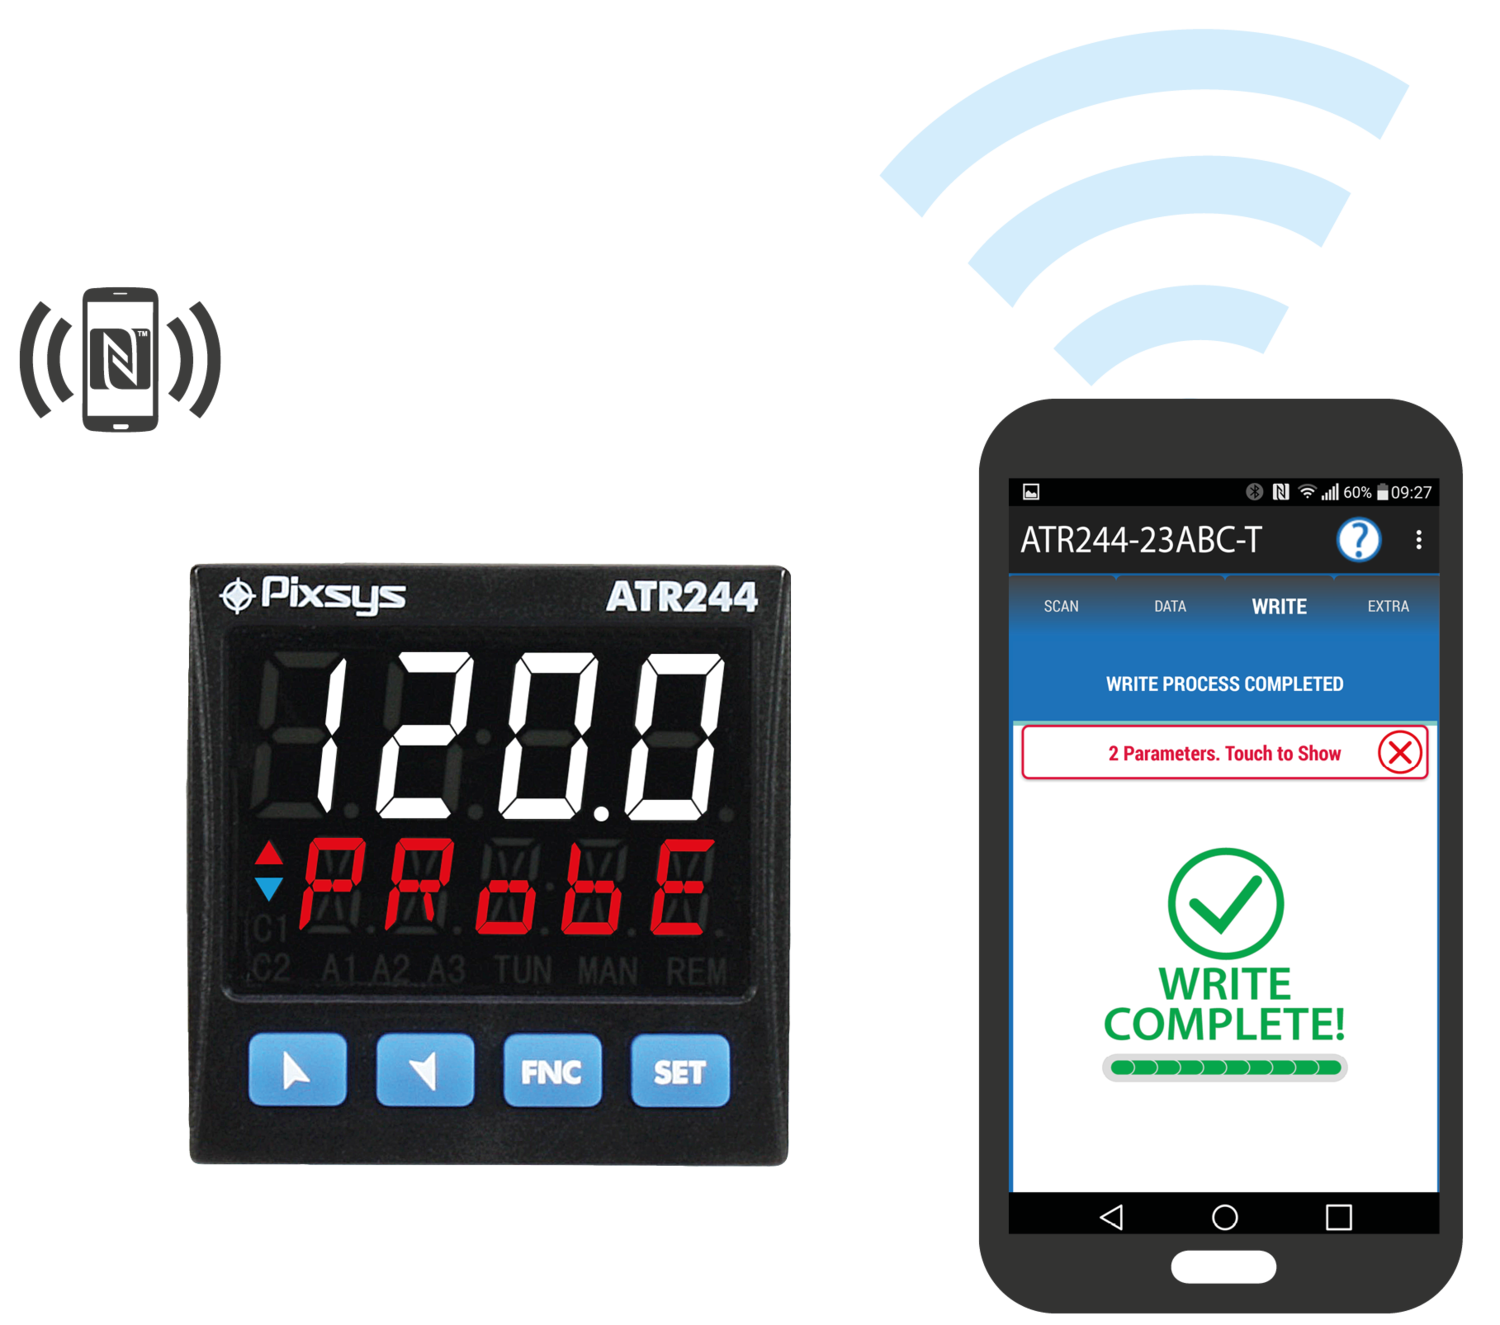 N™
Pixsys ATR244
120.0
PRobE
C1
C2 A1 A2 A3 TUN MAN REM
FNC SET
60% 09:27
ATR244-23ABC-T ?
SCAN DATA WRITE EXTRA
WRITE PROCESS COMPLETED
2 Parameters. Touch to Show
WRITE
COMPLETE!